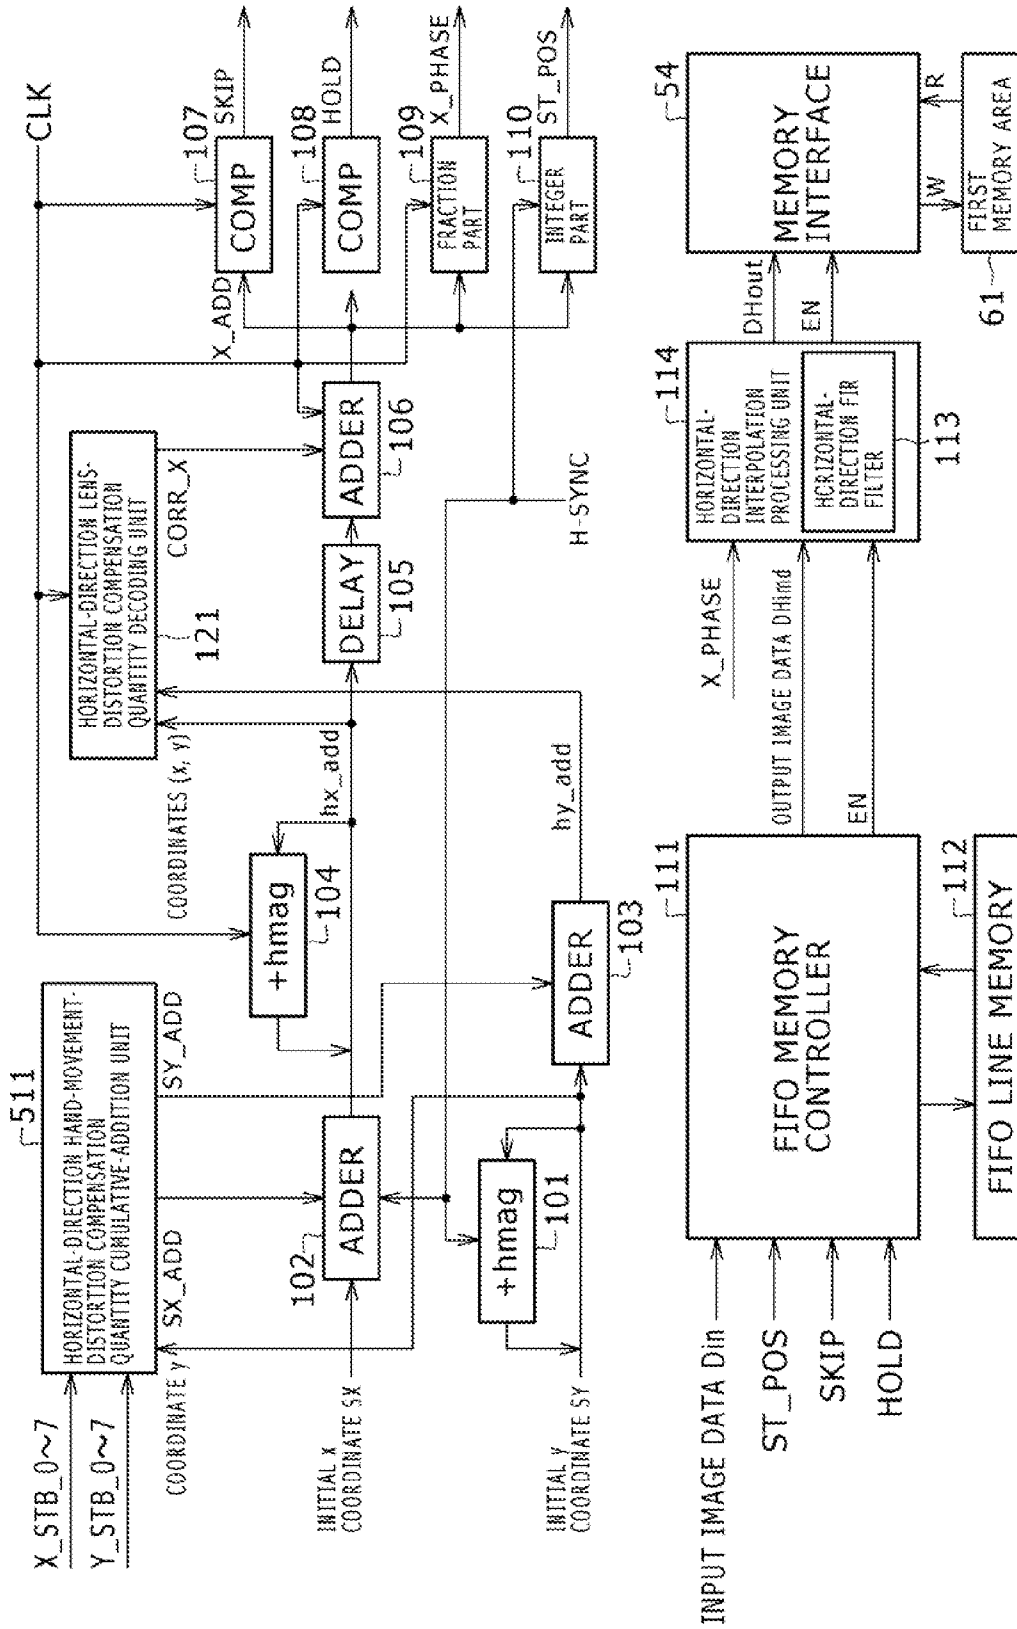 X_STB_0~7
Y_STB_0~7
511
HORIZONTAL-DIRECTION HAND-MOVEMENT-
DISTORTION COMPENSATION
QUANTITY CUMULATIVE-ADDITION UNIT
COORDINATE y
SX_ADD
SY_ADD
INITIAL x
COORDINATE SX
102
ADDER
+hmag
104
COORDINATES (x, y)
hx_add
HORIZONTAL-DIRECTION LENS-
DISTORTION COMPENSATION
QUANTITY DECODING UNIT
121
CORR_X
DELAY
105
ADDER
106
X_ADD
CLK
COMP
107
SKIP
COMP
108
HOLD
FRACTION
PART
109
X_PHASE
INTEGER
PART
110
ST_POS
INITIAL y
COORDINATE SY
+hmag
101
ADDER
103
hy_add
H-SYNC
INPUT IMAGE DATA Din
ST_POS
SKIP
HOLD
111
FIFO MEMORY
CONTROLLER
112
FIFO LINE MEMORY
OUTPUT IMAGE DATA DHimd
EN
X_PHASE
114
HORIZONTAL-
DIRECTION
INTERPOLATION
PROCESSING UNIT
HORIZONTAL-
DIRECTION FIR
FILTER
113
DHout
EN
54
MEMORY
INTERFACE
W
R
61
FIRST
MEMORY AREA